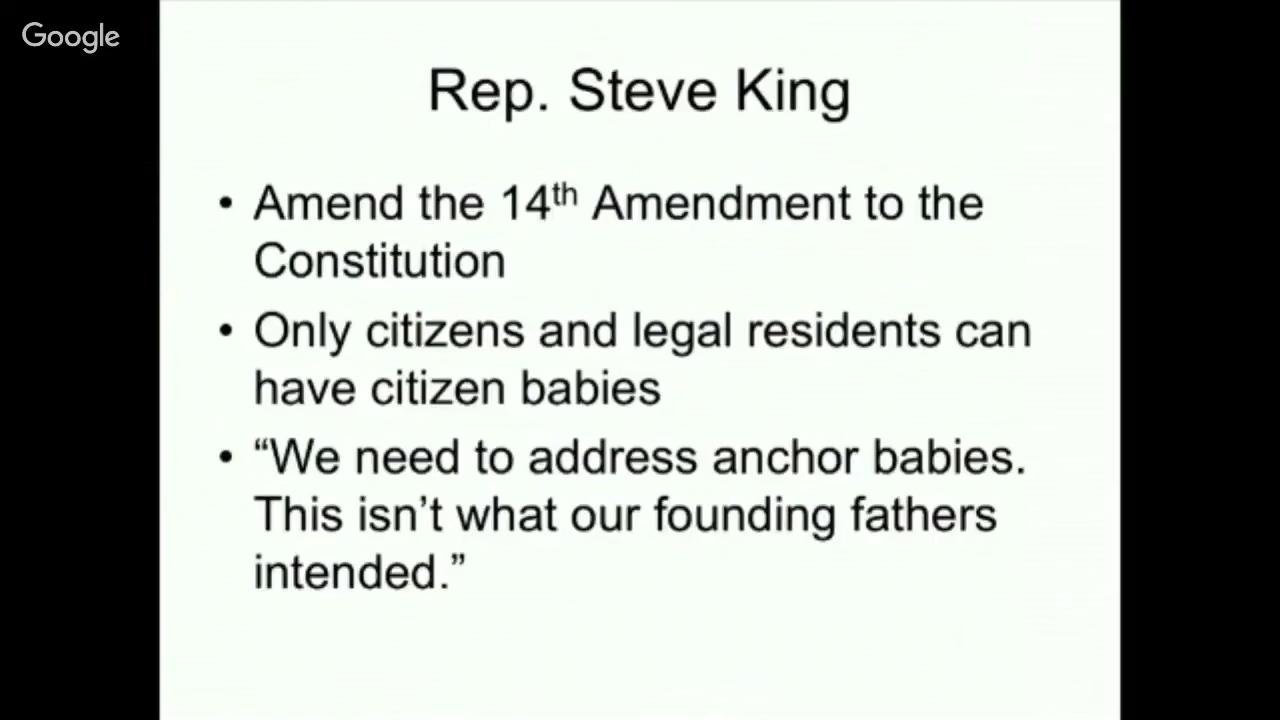 Google
Rep. Steve King
• Amend the 14th Amendment to the
Constitution
• Only citizens and legal residents can
have citizen babies
• “We need to address anchor babies.
This isn’t what our founding fathers
intended.”